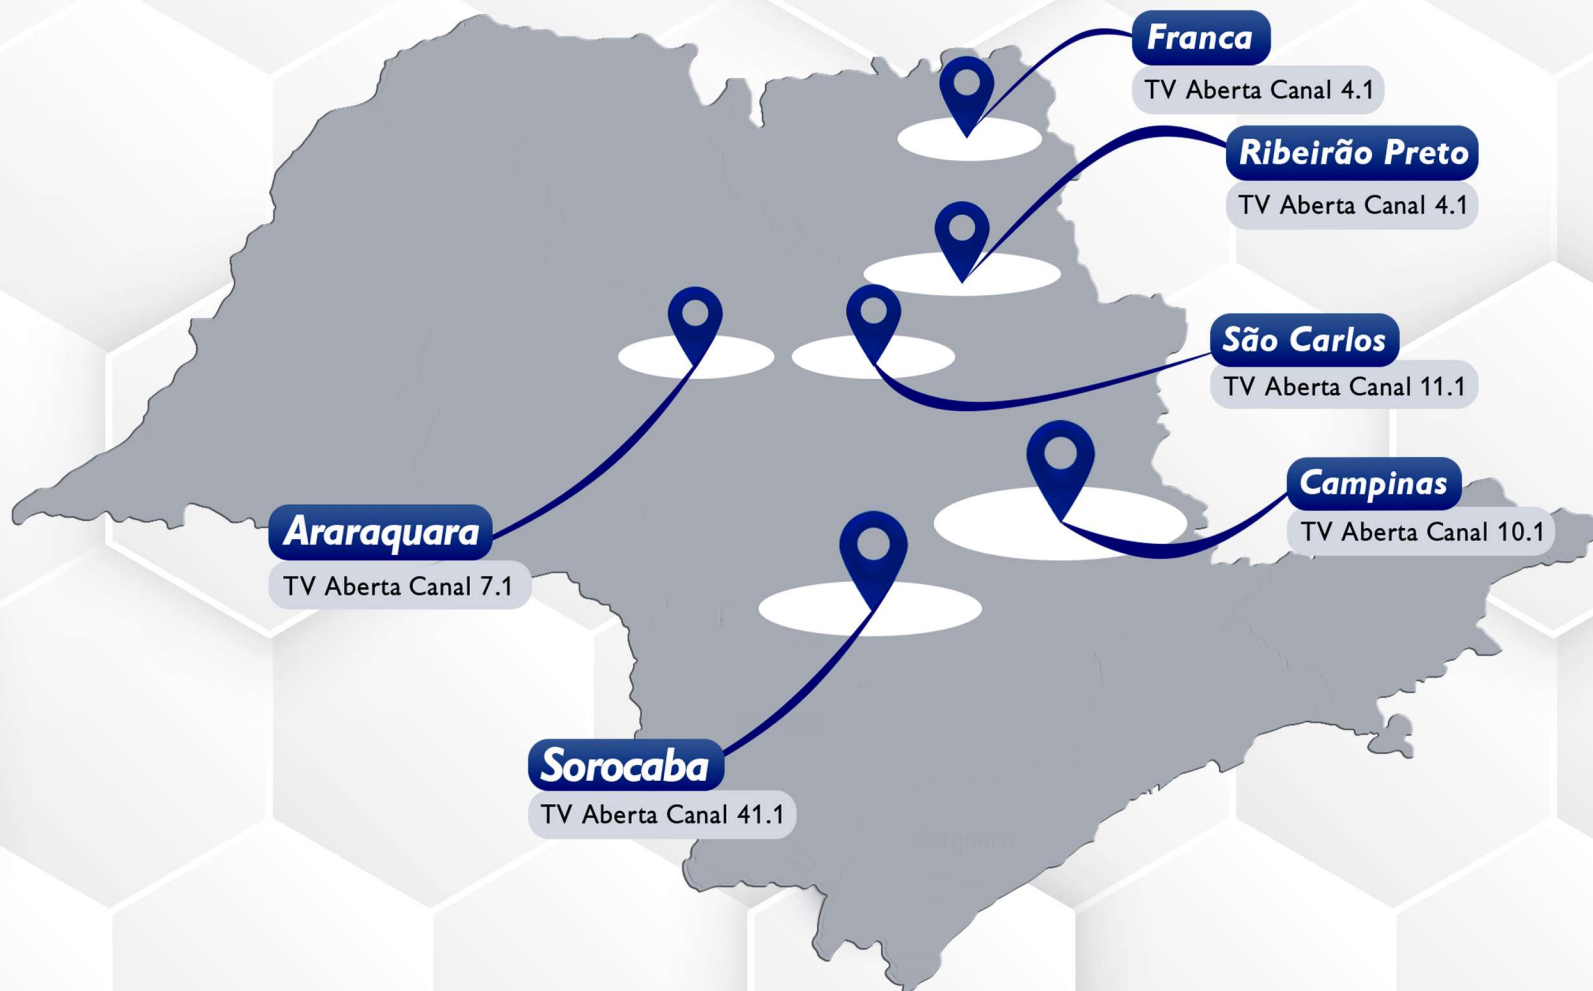 Franca
TV Aberta Canal 4.1
Ribeirão Preto
TV Aberta Canal 4.1
São Carlos
TV Aberta Canal 11.1
Campinas
TV Aberta Canal 10.1
Araraquara
TV Aberta Canal 7.1
Sorocaba
TV Aberta Canal 41.1